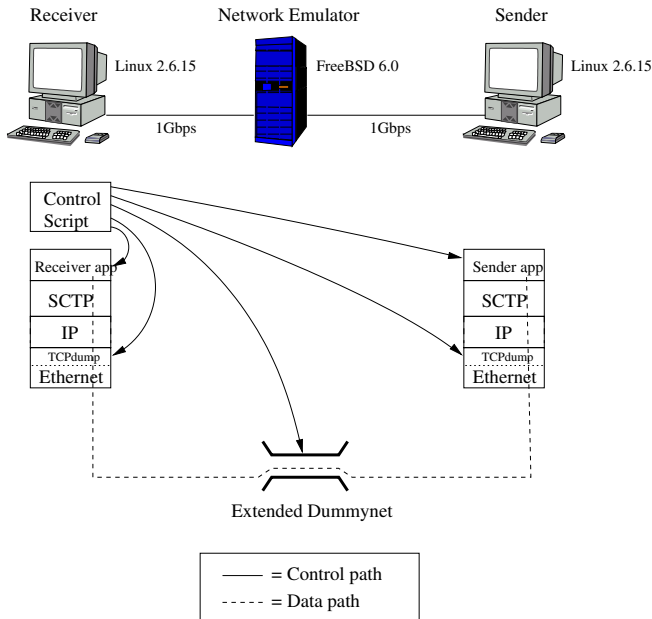 Receiver
Network Emulator
Sender
Linux 2.6.15
FreeBSD 6.0
Linux 2.6.15
1Gbps
1Gbps
Control
Script
Receiver app
SCTP
IP
TCPdump
Ethernet
Sender app
SCTP
IP
TCPdump
Ethernet
Extended Dummynet
= Control path
= Data path